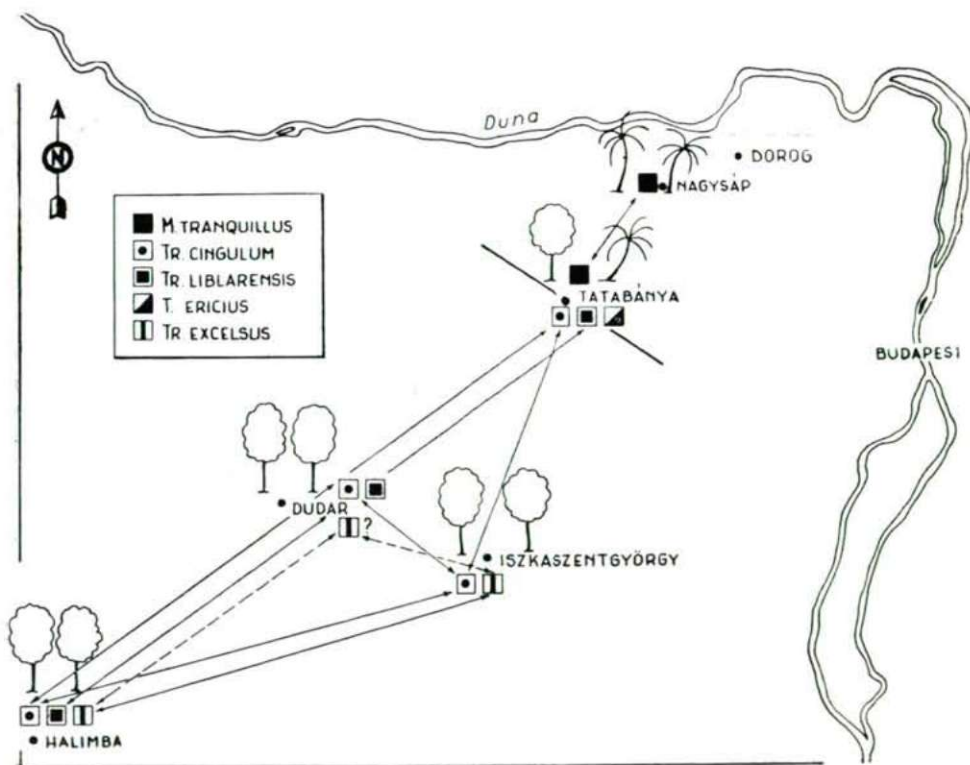 Duna
DOROG
NAGYSÁP
N
M. TRANQUILLUS
TR. CINGULUM
TR. LIBLARENSIS
T. ERICIUS
TR. EXCELSUS
TATABÁNYA
BUDAPEST
DUDAR
?
ISZKASZENTGYÖRGY
HALIMBA